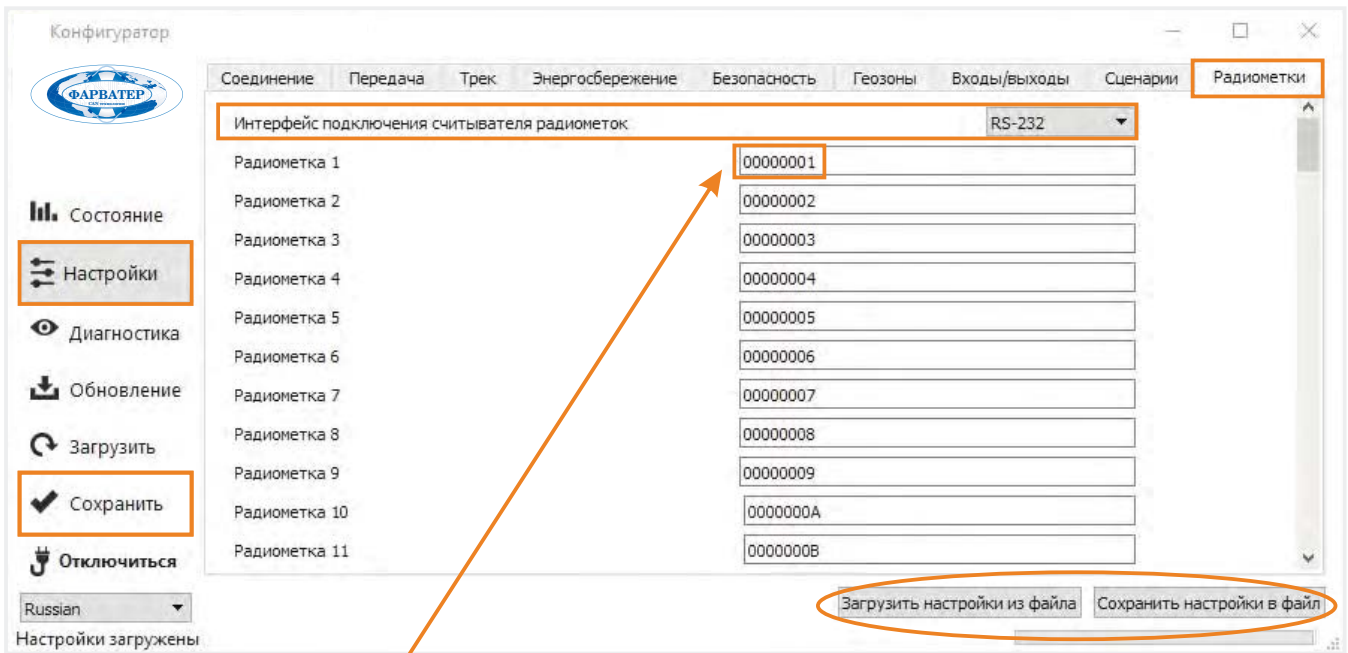 Конфигуратор
ФАРВАТЕР
Соединение Передача Трек Энергосбережение Безопасность Геозоны Входы/выходы Сценарии Радиометки
Интерфейс подключения считывателя радиометок RS-232
Радиометка 1 00000001
Радиометка 2 00000002
Радиометка 3 00000003
Радиометка 4 00000004
Радиометка 5 00000005
Радиометка 6 00000006
Радиометка 7 00000007
Радиометка 8 00000008
Радиометка 9 00000009
Радиометка 10 0000000A
Радиометка 11 0000000B
Состояние
Настройки
Диагностика
Обновление
Загрузить
Сохранить
Отключиться
Russian
Загрузить настройки из файла Сохранить настройки в файл
Настройки загружены